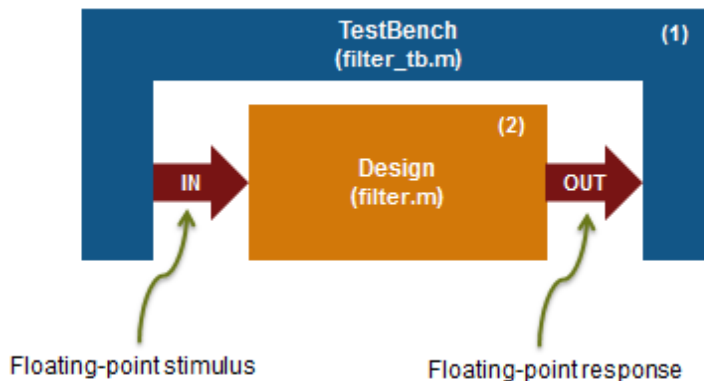 TestBench
(filter_tb.m)
(1)
(2)
Design
(filter.m)
IN
OUT
Floating-point stimulus
Floating-point response